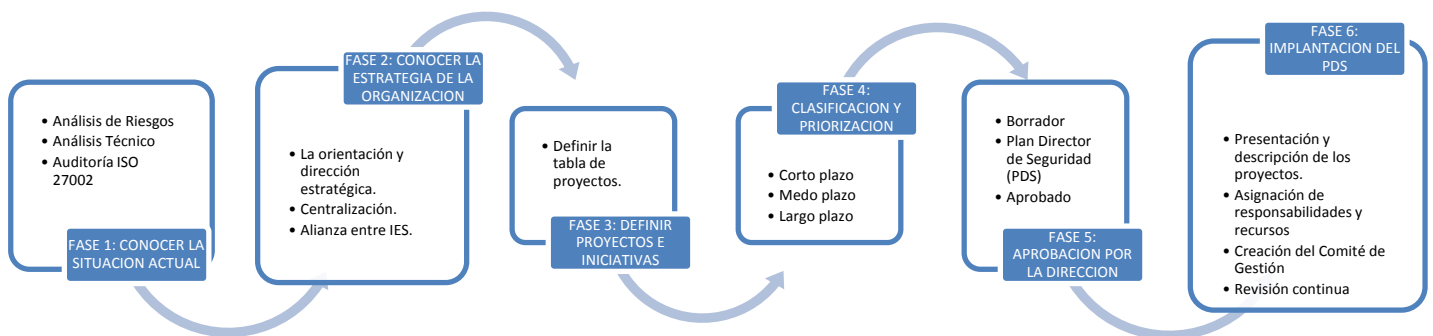 • Análisis de Riesgos
• Análisis Técnico
• Auditoría ISO
27002
FASE 1: CONOCER LA
SITUACION ACTUAL
FASE 2: CONOCER LA
ESTRATEGIA DE LA
ORGANIZACION
• La orientación y
dirección
estratégica.
• Centralización.
• Alianza entre IES.
• Definir la
tabla de
proyectos.
FASE 3: DEFINIR
PROYECTOS E
INICIATIVAS
FASE 4:
CLASIFICACION Y
PRIORIZACION
• Corto plazo
• Medo plazo
• Largo plazo
• Borrador
• Plan Director
de Seguridad
(PDS)
• Aprobado
FASE 5:
APROBACION POR
LA DIRECCION
FASE 6:
IMPLANTACION DEL
PDS
• Presentación y
descripción de los
proyectos.
• Asignación de
responsabilidades y
recursos
• Creación del Comité de
Gestión
• Revisión continua